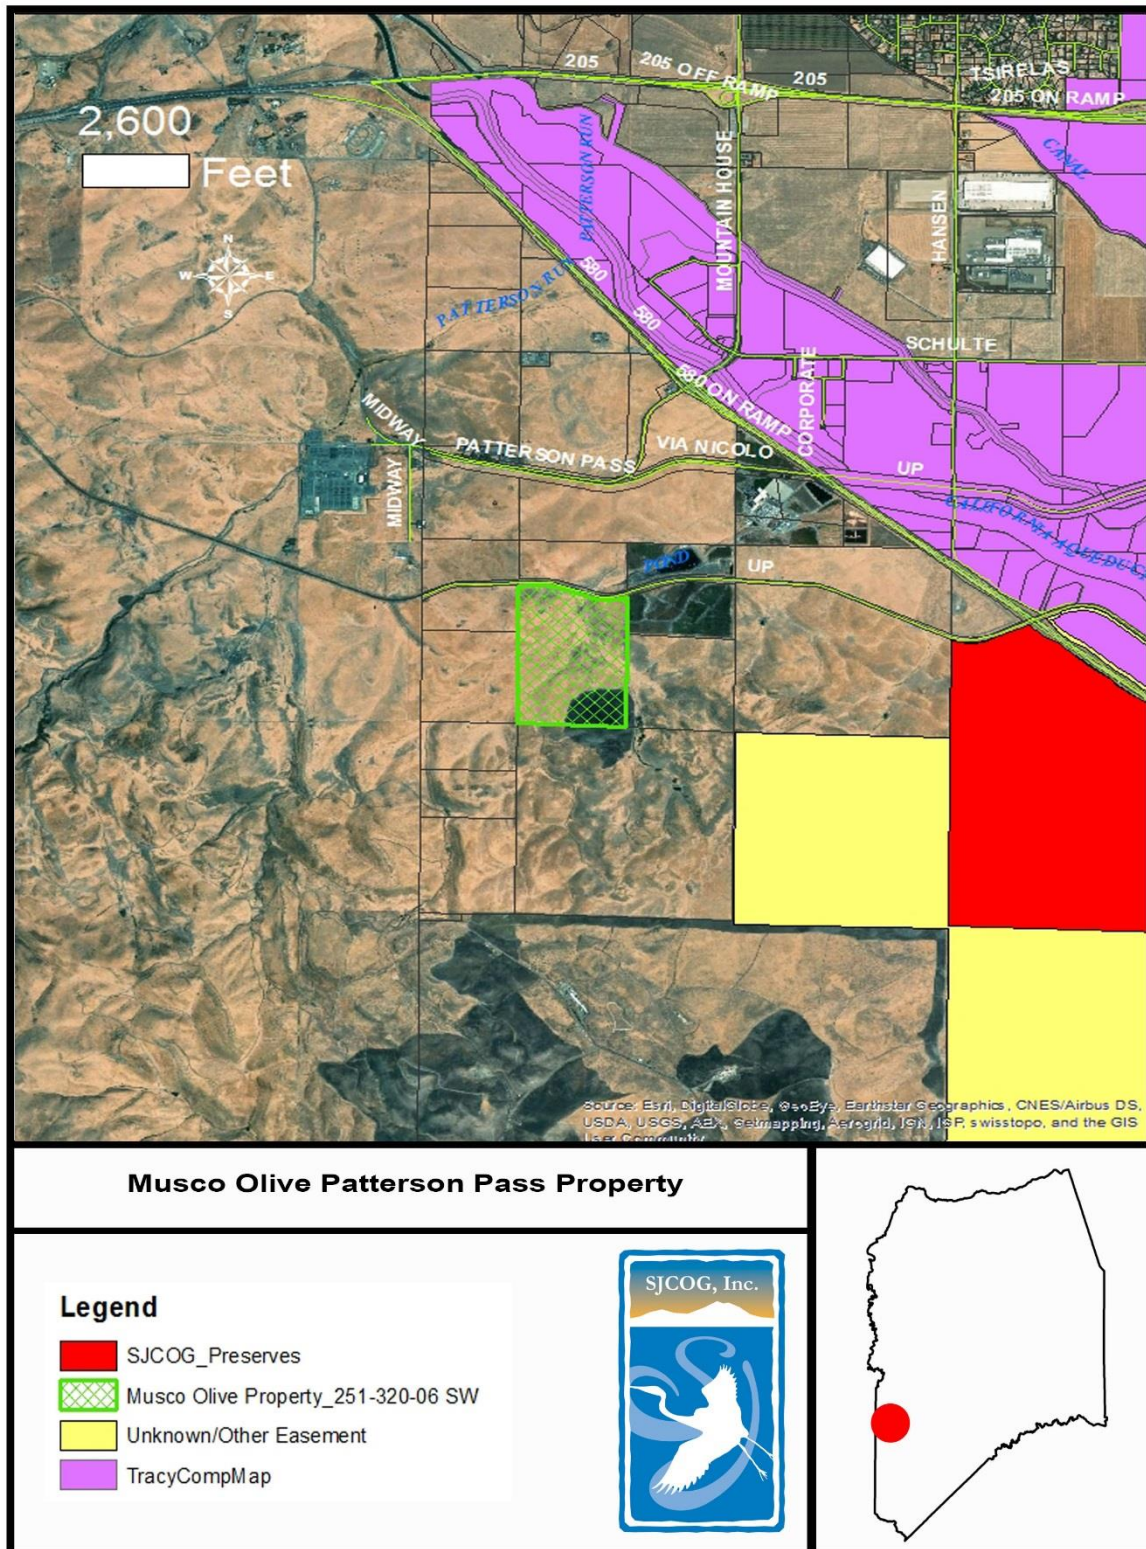 205
205 OFF RAMP
205
TSIRELAS
205 ON RAMP
2,600
Feet
PATTERSON RUN
MOUNTAIN HOUSE
CANAL
HANSEN
N
W E
S
PATTERSON RUN
580
580
SCHULTE
580 ON RAMP
CORPORATE
MIDWAY
PATTERSON PASS
VIA NICOLO
UP
MIDWAY
CALIFORNIA AQUEDUCT
POND
UP
Source: Esri, DigitalGlobe, GeoEye, Earthstar Geographics, CNES/Airbus DS,
USDA, USGS, AEX, Getmapping, Aerogrid, IGN, IGP, swisstopo, and the GIS
User Community
Musco Olive Patterson Pass Property
Legend
SJCOG_Preserves
Musco Olive Property_251-320-06 SW
Unknown/Other Easement
TracyCompMap
SJCOG, Inc.